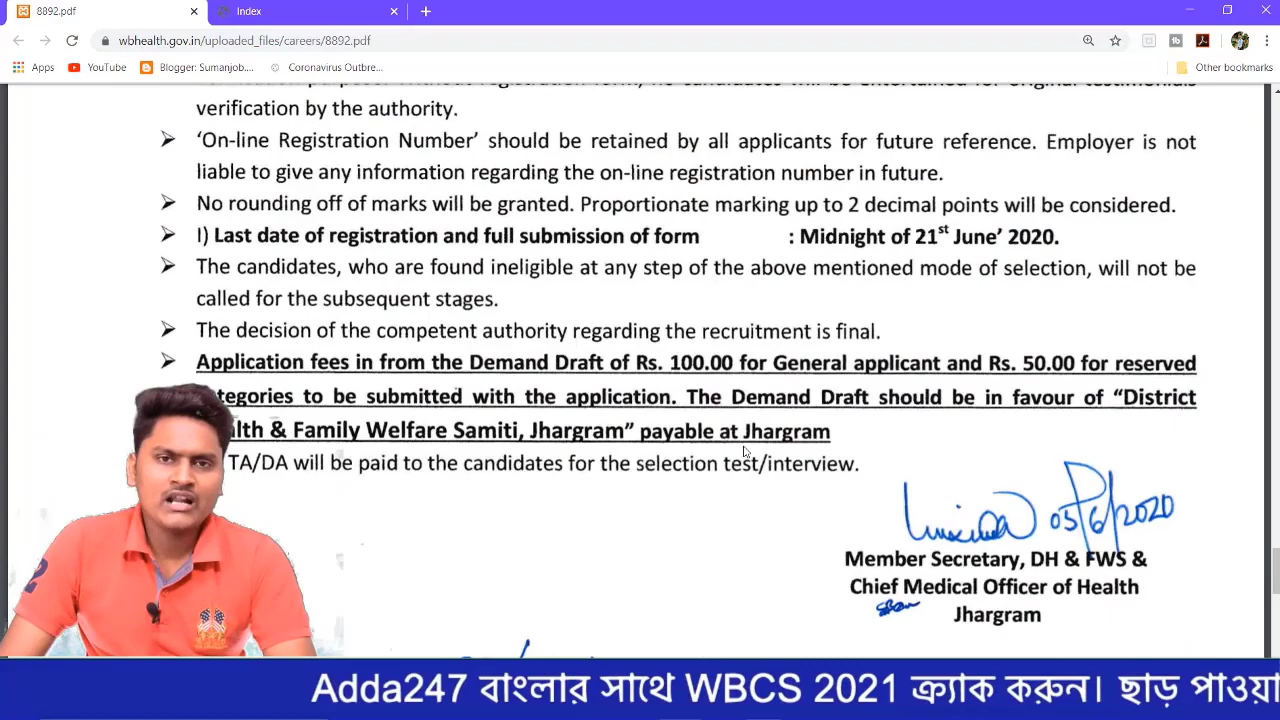 8892.pdf
Index
wbhealth.gov.in/uploaded_files/careers/8892.pdf
Apps YouTube Blogger: Sumanjob.... Coronavirus Outbre... Other bookmarks
verification by the authority.
‘On-line Registration Number’ should be retained by all applicants for future reference. Employer is not
liable to give any information regarding the on-line registration number in future.
No rounding off of marks will be granted. Proportionate marking up to 2 decimal points will be considered.
I) Last date of registration and full submission of form : Midnight of 21st June’ 2020.
The candidates, who are found ineligible at any step of the above mentioned mode of selection, will not be
called for the subsequent stages.
The decision of the competent authority regarding the recruitment is final.
Application fees in from the Demand Draft of Rs. 100.00 for General applicant and Rs. 50.00 for reserved
tegories to be submitted with the application. The Demand Draft should be in favour of “District
lth & Family Welfare Samiti, Jhargram” payable at Jhargram
TA/DA will be paid to the candidates for the selection test/interview.
05/6/2020
Member Secretary, DH & FWS &
Chief Medical Officer of Health
Jhargram
Adda247 বাংলার সাথে WBCS 2021 ক্র্যাক করুন। ছাড় পাওয়া